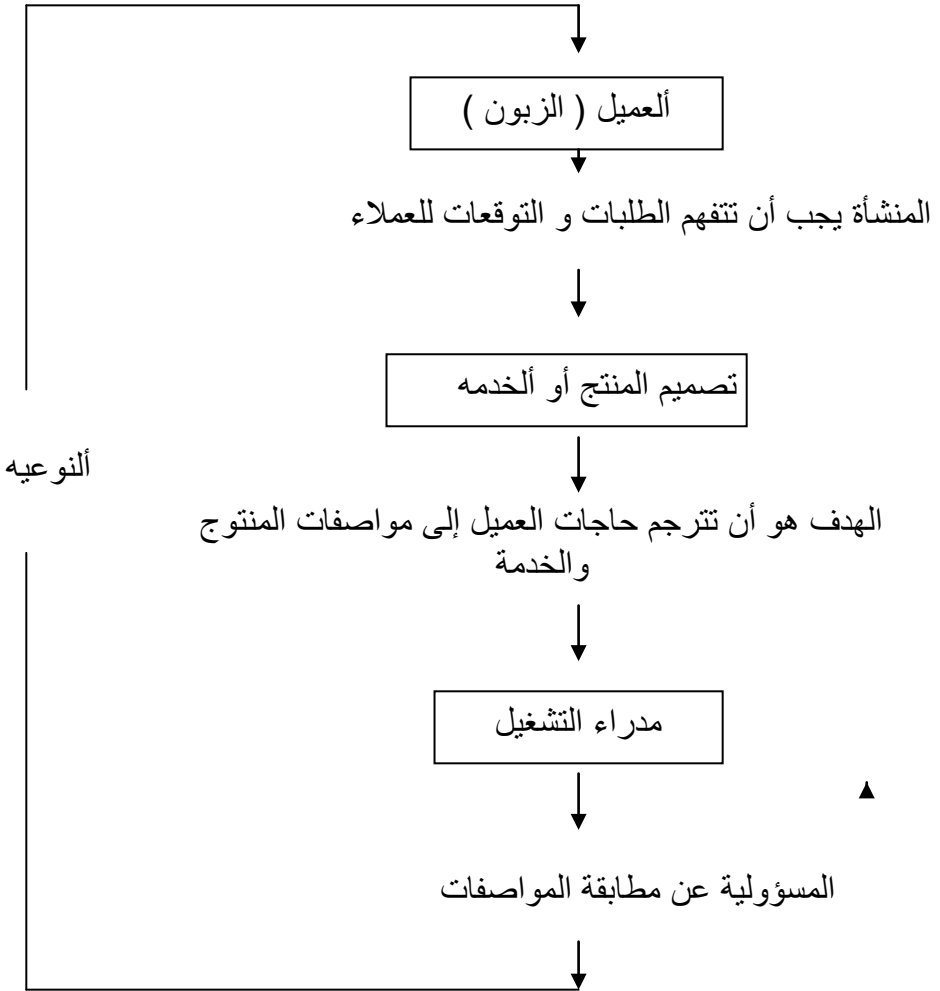 ألعميل ( الزبون )
المنشأة يجب أن تتفهم الطلبات و التوقعات للعملاء
تصميم المنتج أو ألخدمه
ألنوعيه
الهدف هو أن تترجم حاجات العميل إلى مواصفات المنتوج
والخدمة
مدراء التشغيل
المسؤولية عن مطابقة المواصفات